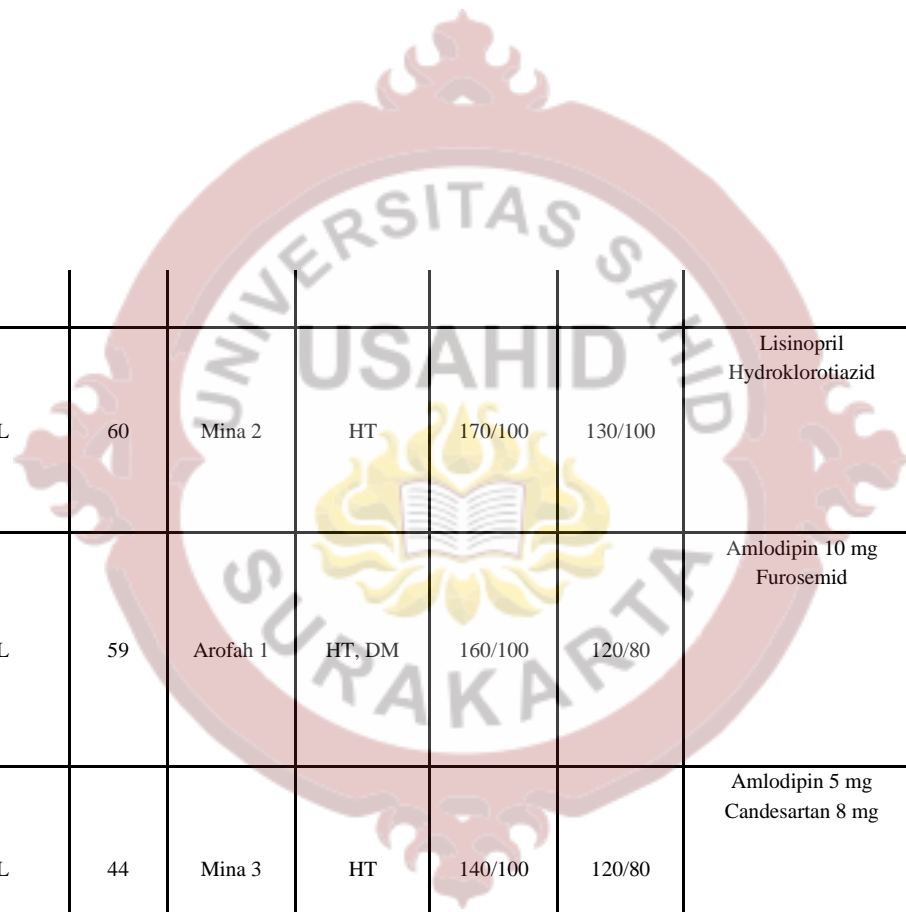 UNIVERSITAS SAHID
USAHID
SURAKARTA
L 60 Mina 2 HT 170/100 130/100 Lisinopril
Hydroklorotiazid
L 59 Arofah 1 HT, DM 160/100 120/80 Amlodipin 10 mg
Furosemid
L 44 Mina 3 HT 140/100 120/80 Amlodipin 5 mg
Candesartan 8 mg